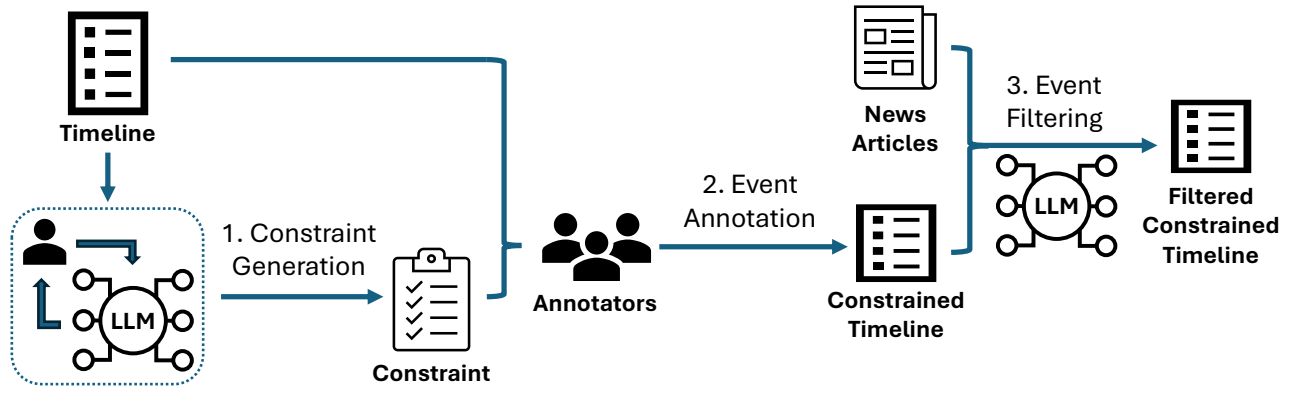 Timeline
LLM
1. Constraint
Generation
Constraint
Annotators
2. Event
Annotation
News
Articles
Constrained
Timeline
3. Event
Filtering
LLM
Filtered
Constrained
Timeline